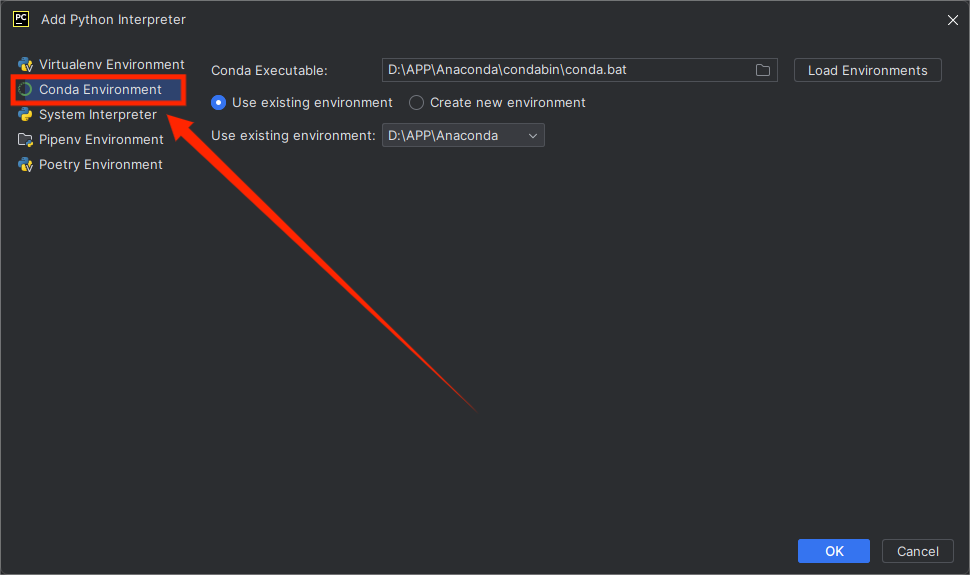 PC Add Python Interpreter
Virtualenv Environment
Conda Environment
System Interpreter
Pipenv Environment
Poetry Environment
Conda Executable: D:\APP\Anaconda\condabin\conda.bat Load Environments
Use existing environment Create new environment
Use existing environment: D:\APP\Anaconda
OK Cancel